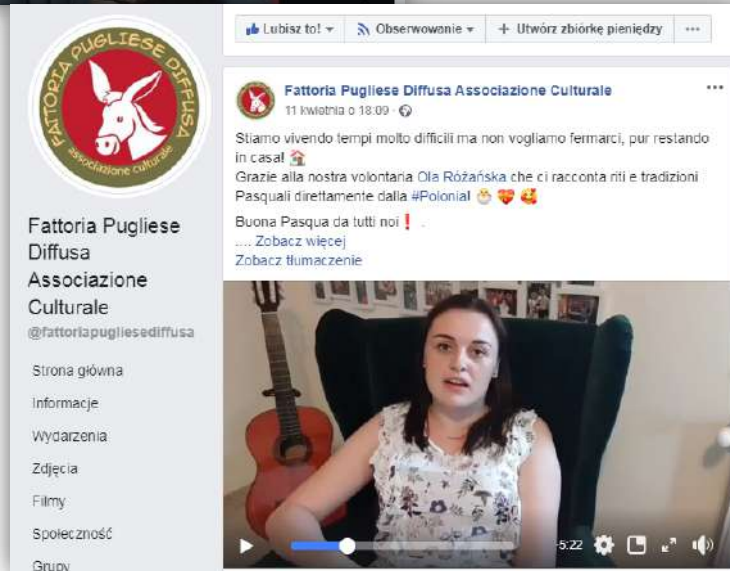 FATTORIA PUGLIESE DIFFUSA
associazione culturale
Fattoria Pugliese
Diffusa
Associazione
Culturale
@fattoriapugliesediffusa
Strona główna
Informacje
Wydarzenia
Zdjęcia
Filmy
Społeczność
Grupy
Lubisz to!
Obserwowanie
+ Utwórz zbiórkę pieniędzy
...
Fattoria Pugliese Diffusa Associazione Culturale
...
11 kwietnia o 18:09 ·
Stiamo vivendo tempi molto difficili ma non vogliamo fermarci, pur restando
in casa! 🏠
Grazie alla nostra volontaria Ola Różańska che ci racconta riti e tradizioni
Pasquali direttamente dalla #Polonia! 🐣 💝 🥰
Buona Pasqua da tutti noi❗ .
.... Zobacz więcej
Zobacz tłumaczenie
-5:22